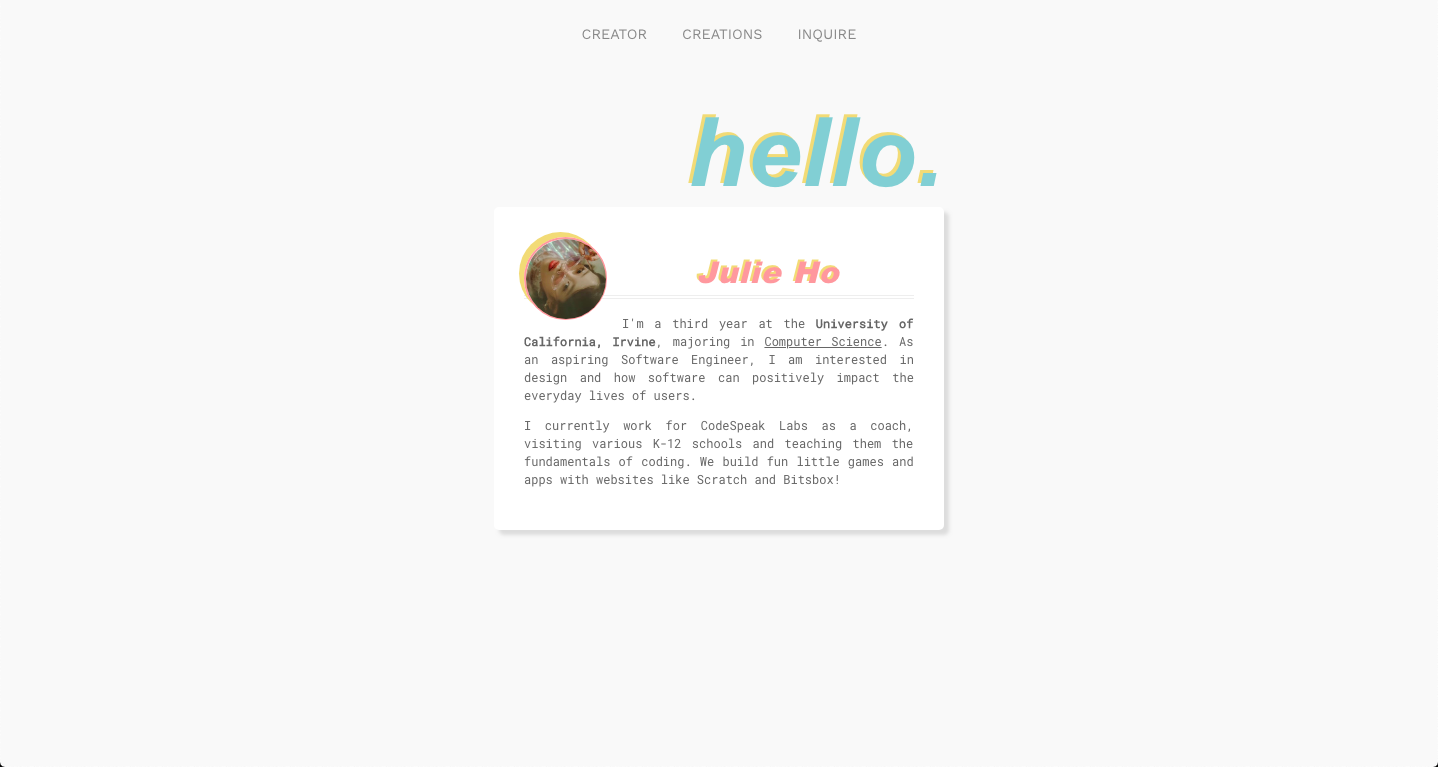 CREATOR CREATIONS INQUIRE
hello.
Julie Ho
I'm a third year at the University of
California, Irvine, majoring in Computer Science. As
an aspiring Software Engineer, I am interested in
design and how software can positively impact the
everyday lives of users.
I currently work for CodeSpeak Labs as a coach,
visiting various K-12 schools and teaching them the
fundamentals of coding. We build fun little games and
apps with websites like Scratch and Bitsbox!